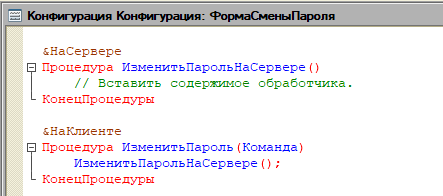 Конфигурация Конфигурация: ФормаСменыПароля
&НаСервере
Процедура ИзменитьПарольНаСервере()
// Вставить содержимое обработчика.
КонецПроцедуры
&НаКлиенте
Процедура ИзменитьПароль(Команда)
ИзменитьПарольНаСервере();
КонецПроцедуры